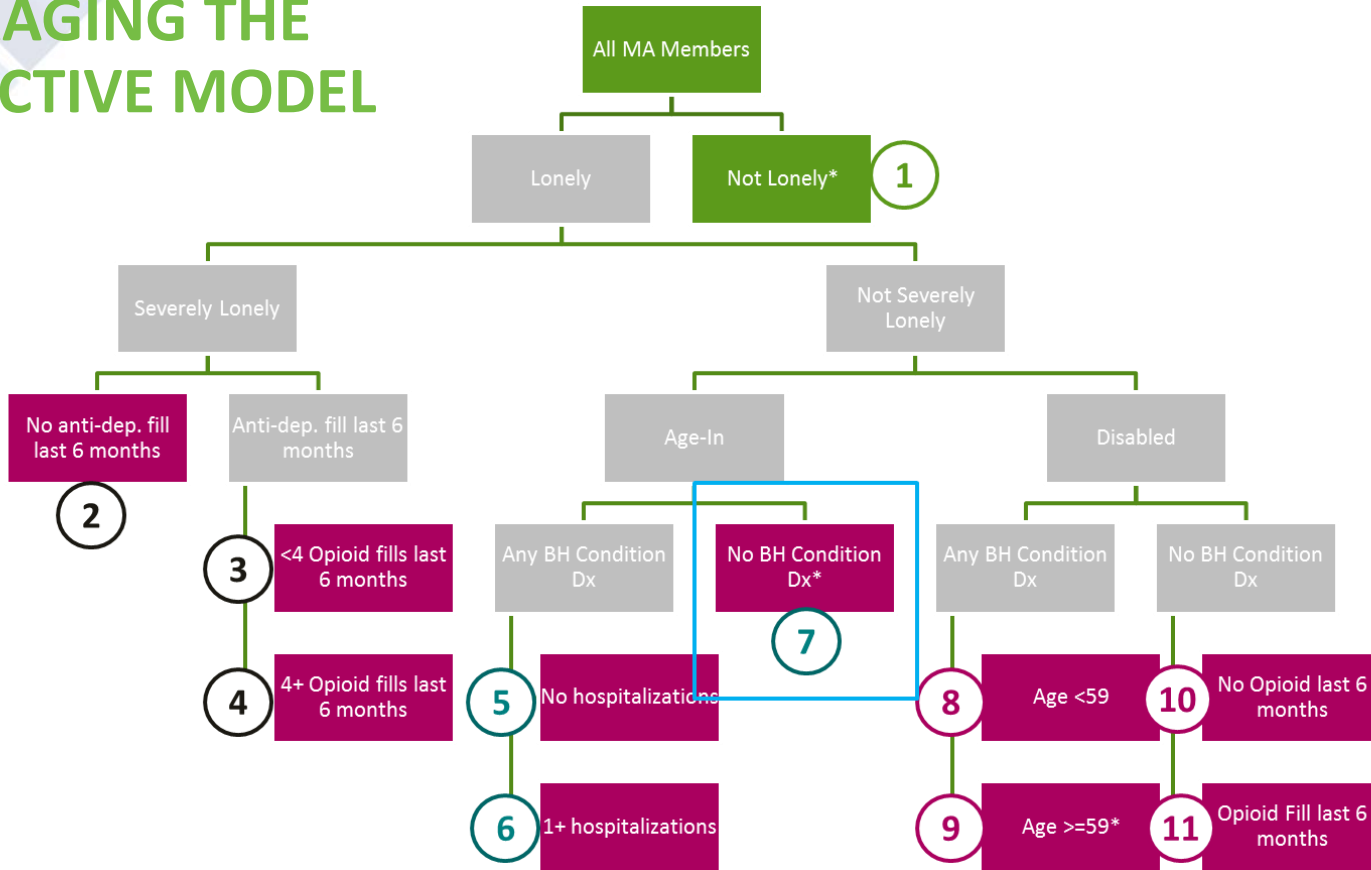 AGING THE
CTIVE MODEL
All MA Members
Lonely
Not Lonely*
1
Severely Lonely
Not Severely
Lonely
No anti-dep. fill
last 6 months
Anti-dep. fill last 6
months
Age-In
Disabled
2
3
<4 Opioid fills last
6 months
4
4+ Opioid fills last
6 months
Any BH Condition
Dx
No BH Condition
Dx*
7
Any BH Condition
Dx
No BH Condition
Dx
5
No hospitalizations
6
1+ hospitalizations
8
Age <59
9
Age >=59*
10
No Opioid last 6
months
11
Opioid Fill last 6
months